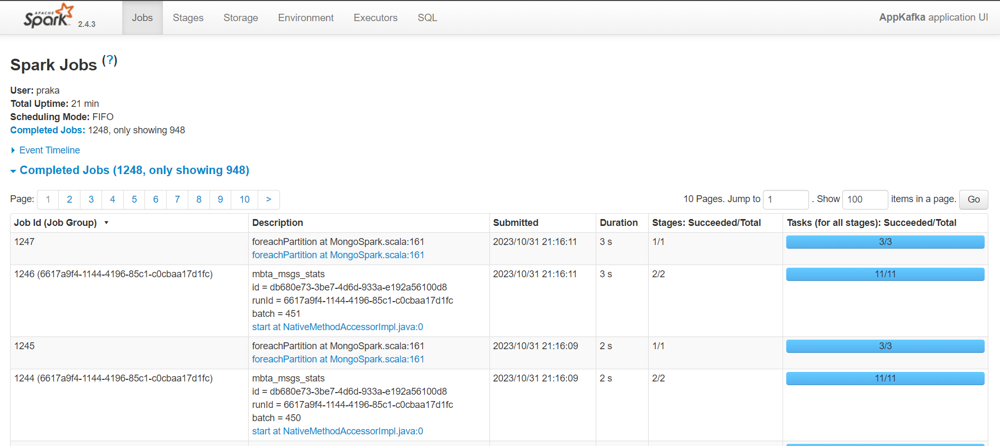 APACHE
Spark 2.4.3 Jobs Stages Storage Environment Executors SQL AppKafka application UI
Spark Jobs (?)
User: praka
Total Uptime: 21 min
Scheduling Mode: FIFO
Completed Jobs: 1248, only showing 948
Event Timeline
Completed Jobs (1248, only showing 948)
Page: 1 2 3 4 5 6 7 8 9 10 > 10 Pages. Jump to 1 . Show 100 items in a page. Go
Job Id (Job Group) Description Submitted Duration Stages: Succeeded/Total Tasks (for all stages): Succeeded/Total
1247 foreachPartition at MongoSpark.scala:161 2023/10/31 21:16:11 3 s 1/1 3/3
foreachPartition at MongoSpark.scala:161
1246 (6617a9f4-1144-4196-85c1-c0cbaa17d1fc) mbta_msgs_stats 2023/10/31 21:16:11 3 s 2/2 11/11
id = db680e73-3be7-4d6d-933a-e192a56100d8
runId = 6617a9f4-1144-4196-85c1-c0cbaa17d1fc
batch = 451
start at NativeMethodAccessorImpl.java:0
1245 foreachPartition at MongoSpark.scala:161 2023/10/31 21:16:09 2 s 1/1 3/3
foreachPartition at MongoSpark.scala:161
1244 (6617a9f4-1144-4196-85c1-c0cbaa17d1fc) mbta_msgs_stats 2023/10/31 21:16:09 2 s 2/2 11/11
id = db680e73-3be7-4d6d-933a-e192a56100d8
runId = 6617a9f4-1144-4196-85c1-c0cbaa17d1fc
batch = 450
start at NativeMethodAccessorImpl.java:0